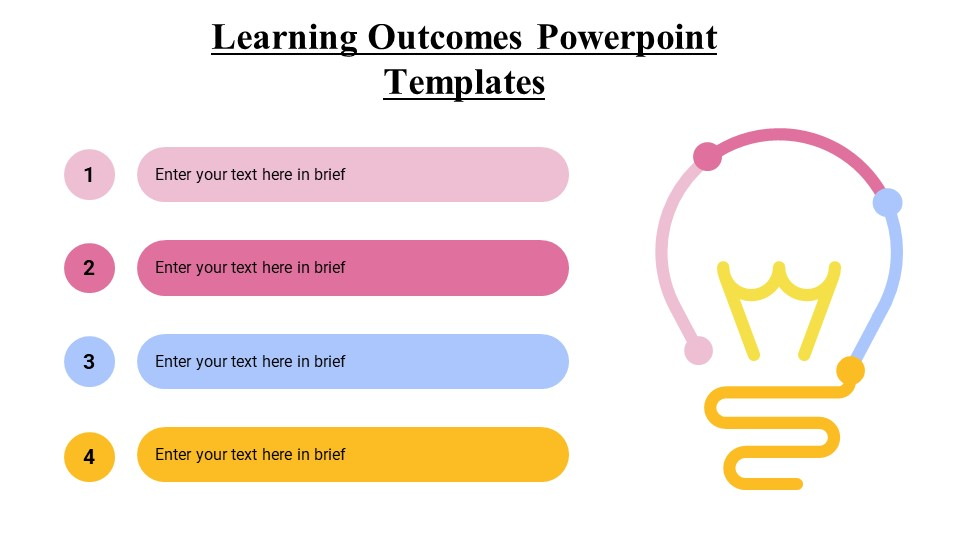 Learning Outcomes Powerpoint
Templates
1
Enter your text here in brief
2
Enter your text here in brief
3
Enter your text here in brief
4
Enter your text here in brief